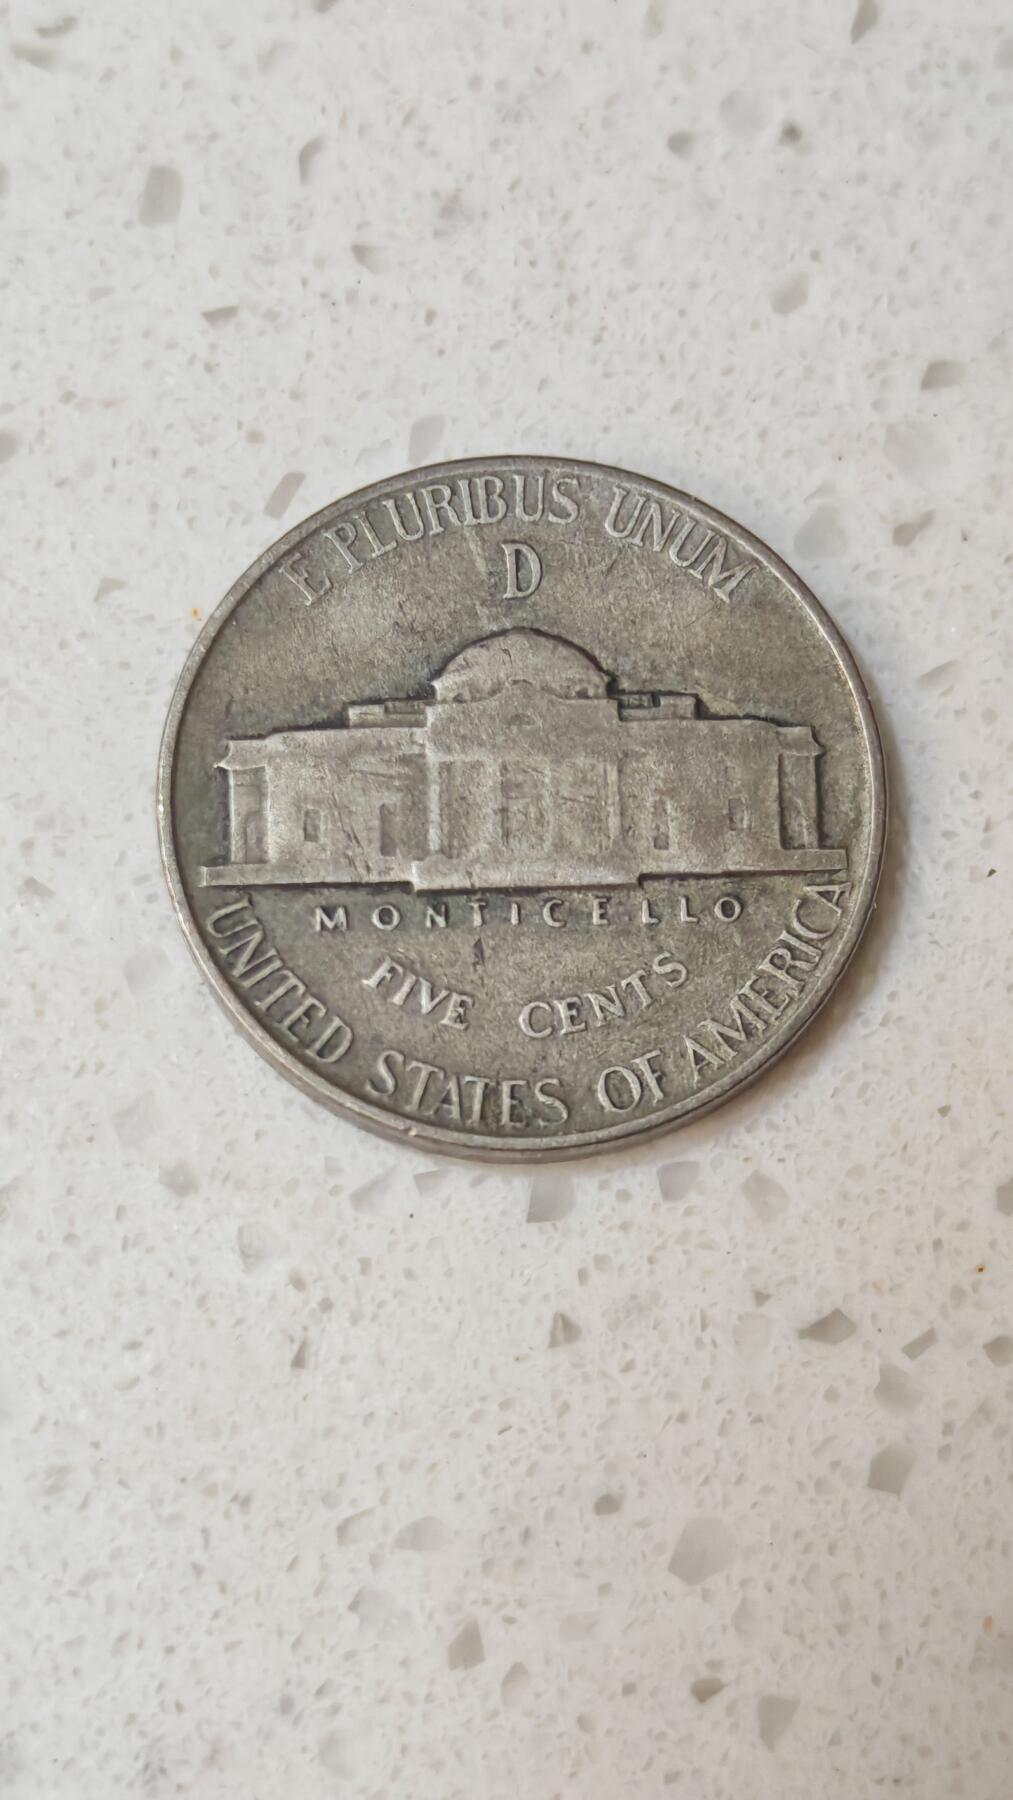 E PLURIBUS UNUM
D
MONTICELLO
FIVE CENTS
UNITED STATES OF AMERICA